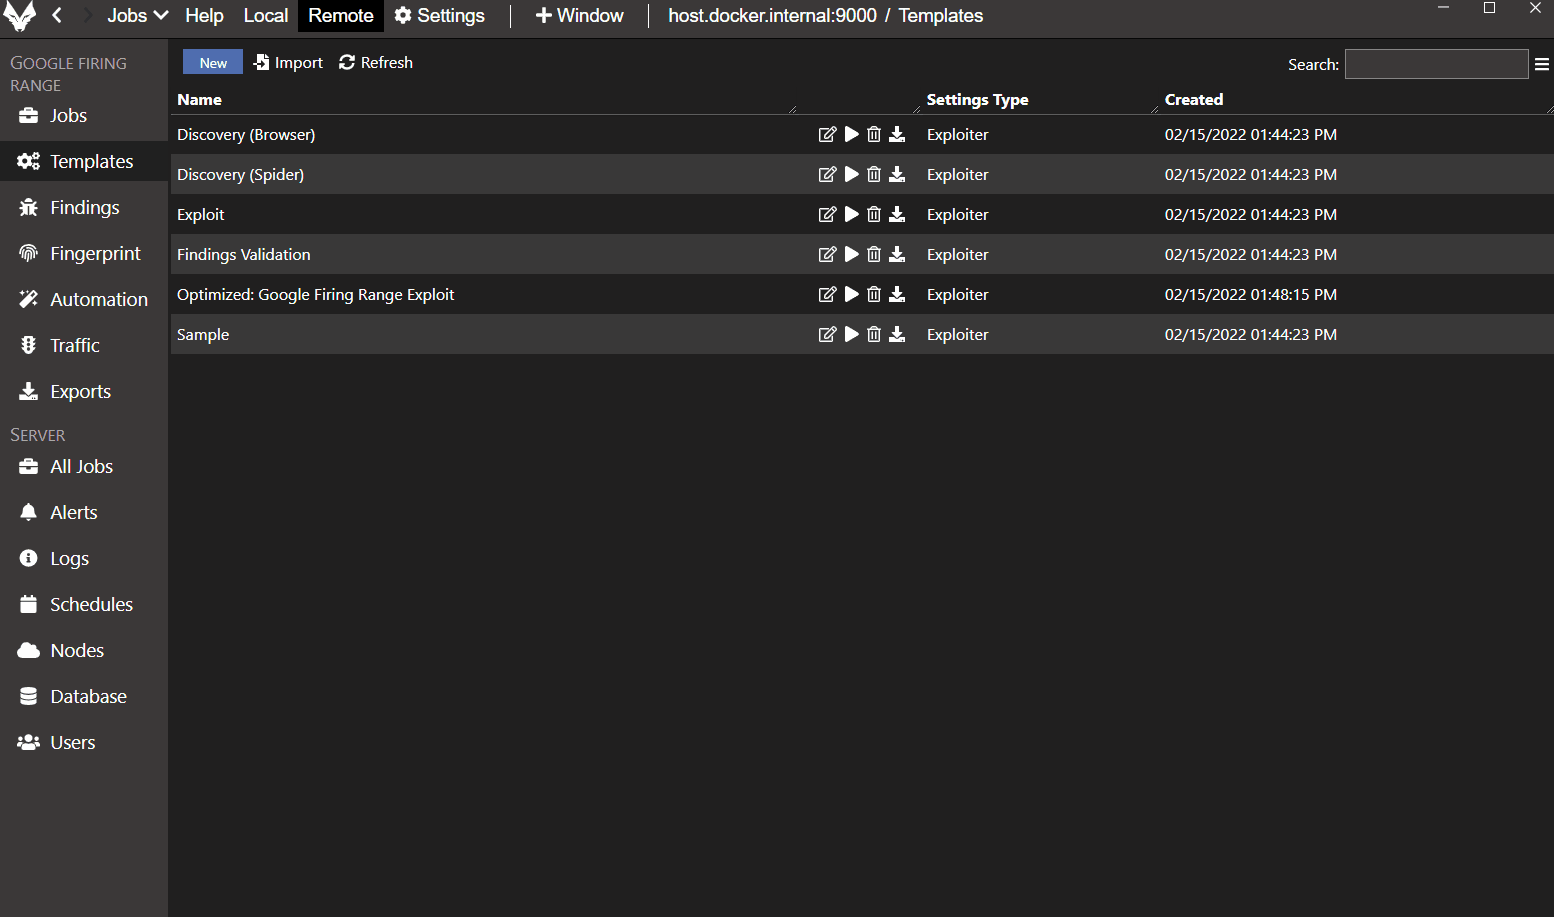 Jobs Help Local Remote Settings | + Window | host.docker.internal:9000 / Templates
GOOGLE FIRING
RANGE
Jobs
Templates
Findings
Fingerprint
Automation
Traffic
Exports
SERVER
All Jobs
Alerts
Logs
Schedules
Nodes
Database
Users
New Import Refresh Search:
Name Settings Type Created
Discovery (Browser) Exploiter 02/15/2022 01:44:23 PM
Discovery (Spider) Exploiter 02/15/2022 01:44:23 PM
Exploit Exploiter 02/15/2022 01:44:23 PM
Findings Validation Exploiter 02/15/2022 01:44:23 PM
Optimized: Google Firing Range Exploit Exploiter 02/15/2022 01:48:15 PM
Sample Exploiter 02/15/2022 01:44:23 PM